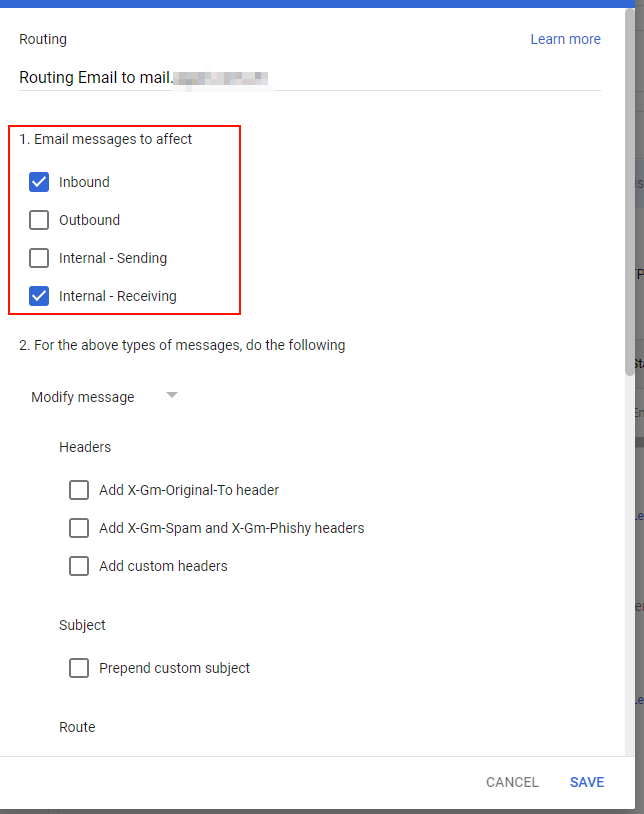 Routing
Learn more
Routing Email to mail.
1. Email messages to affect
Inbound
Outbound
Internal - Sending
Internal - Receiving
2. For the above types of messages, do the following
Modify message
Headers
Add X-Gm-Original-To header
Add X-Gm-Spam and X-Gm-Phishy headers
Add custom headers
Subject
Prepend custom subject
Route
CANCEL
SAVE